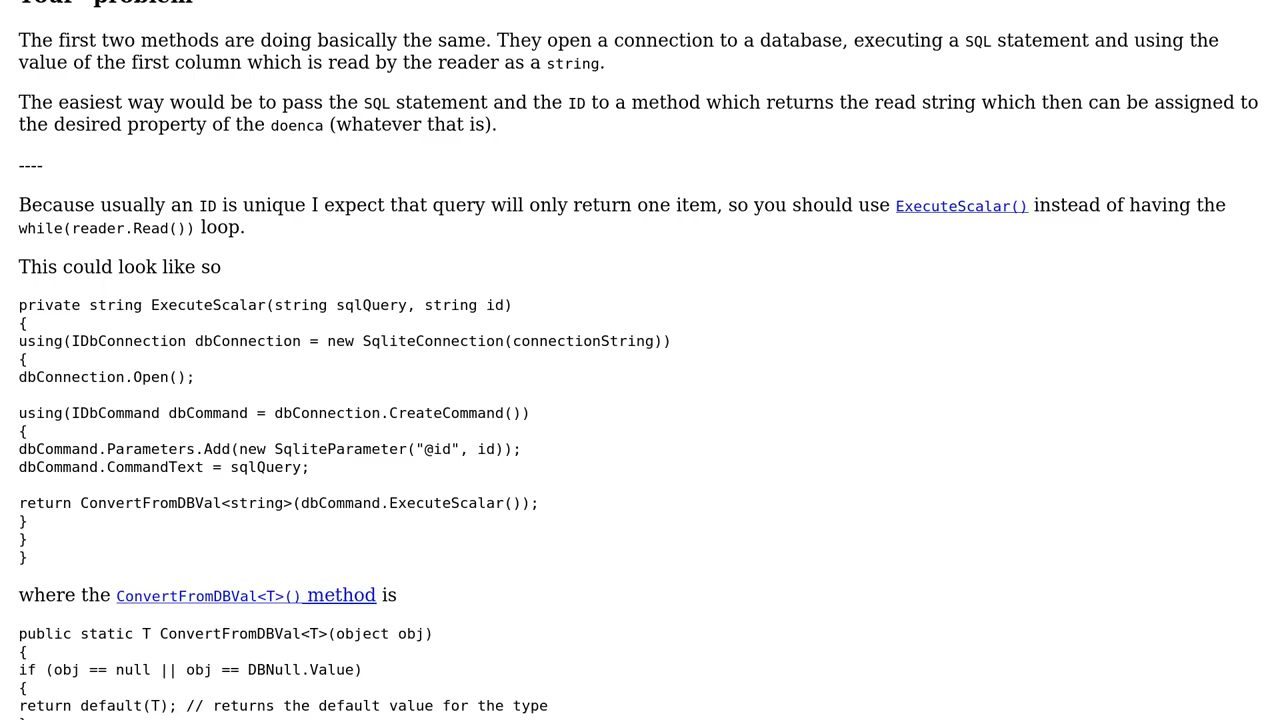 Your "problem"
The first two methods are doing basically the same. They open a connection to a database, executing a SQL statement and using the
value of the first column which is read by the reader as a string.
The easiest way would be to pass the SQL statement and the ID to a method which returns the read string which then can be assigned to
the desired property of the doenca (whatever that is).
----
Because usually an ID is unique I expect that query will only return one item, so you should use ExecuteScalar() instead of having the
while(reader.Read()) loop.
This could look like so
private string ExecuteScalar(string sqlQuery, string id)
{
using(IDbConnection dbConnection = new SqliteConnection(connectionString))
{
dbConnection.Open();
using(IDbCommand dbCommand = dbConnection.CreateCommand())
{
dbCommand.Parameters.Add(new SqliteParameter("@id", id));
dbCommand.CommandText = sqlQuery;
return ConvertFromDBVal<string>(dbCommand.ExecuteScalar());
}
}
}
where the ConvertFromDBVal<T>() method is
public static T ConvertFromDBVal<T>(object obj)
{
if (obj == null || obj == DBNull.Value)
{
return default(T); // returns the default value for the type
}